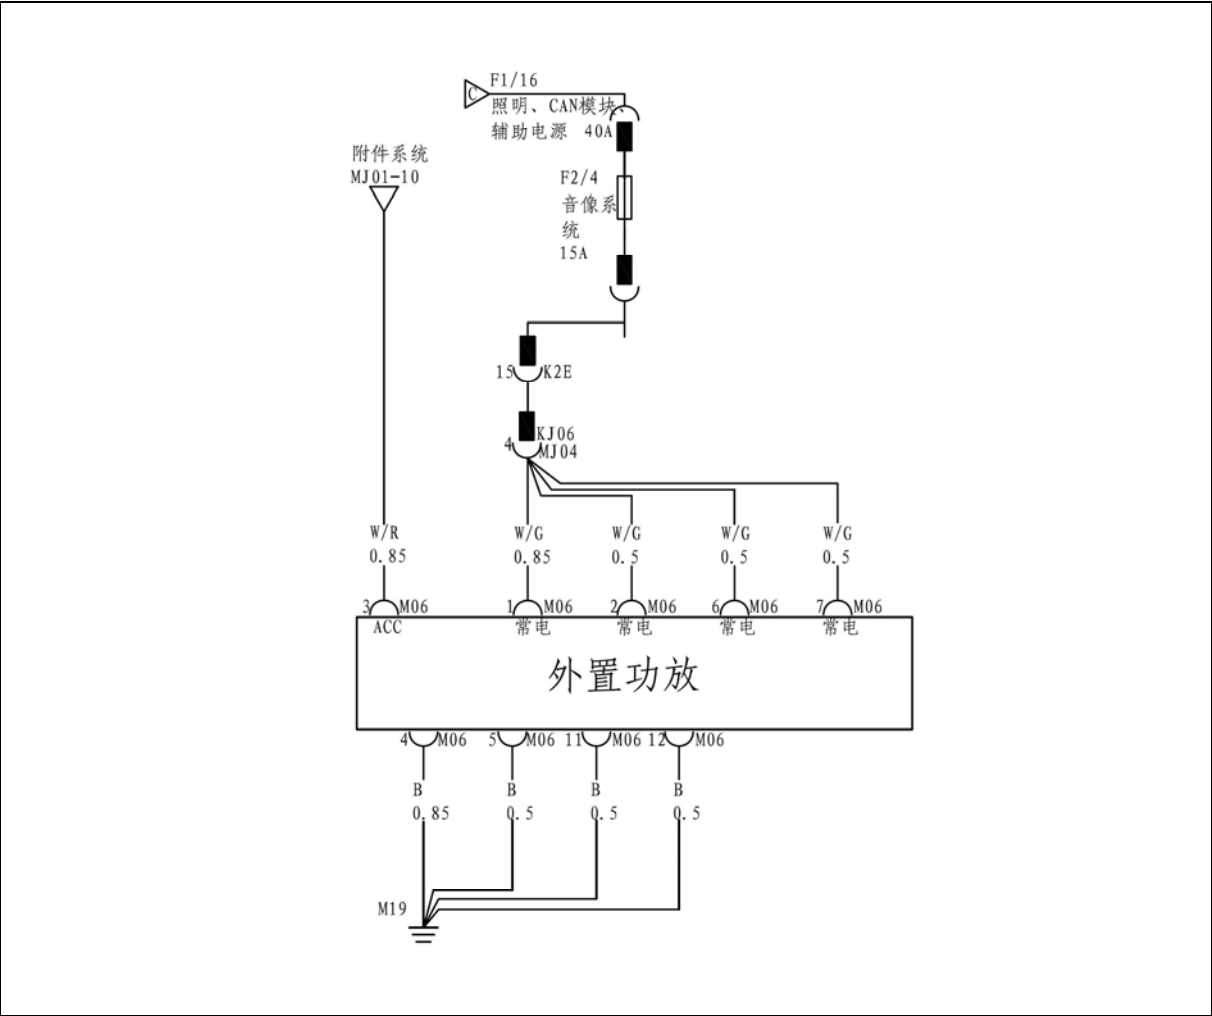 F1/16
C
照明、CAN模块、
辅助电源 40A
附件系统
MJ01-10
F2/4
音像系
统
15A
15 K2E
KJ06
4 MJ04
W/R W/G W/G W/G W/G
0.85 0.85 0.5 0.5 0.5
3 M06 1 M06 2 M06 6 M06 7 M06
ACC 常电 常电 常电 常电
外置功放
4 M06 5 M06 11 M06 12 M06
B B B B
0.85 0.5 0.5 0.5
M19